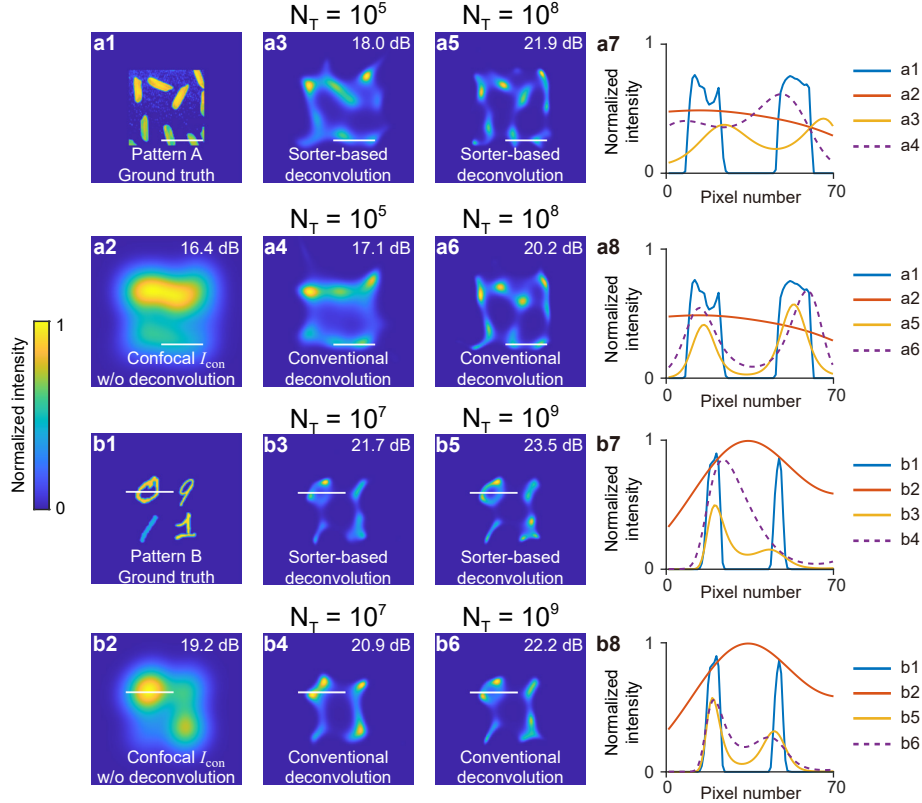 N_T = 10^5 N_T = 10^8
a1
Pattern A
Ground truth
a3 18.0 dB
Sorter-based
deconvolution
a5 21.9 dB
Sorter-based
deconvolution
a7
Normalized
intensity
1
0
0 70
Pixel number
a1
a2
a3
a4
N_T = 10^5 N_T = 10^8
a2 16.4 dB
Confocal I_con
w/o deconvolution
a4 17.1 dB
Conventional
deconvolution
a6 20.2 dB
Conventional
deconvolution
a8
Normalized
intensity
1
0
0 70
Pixel number
a1
a2
a5
a6
Normalized intensity
1
0
N_T = 10^7 N_T = 10^9
b1
9
1
Pattern B
Ground truth
b3 21.7 dB
Sorter-based
deconvolution
b5 23.5 dB
Sorter-based
deconvolution
b7
Normalized
intensity
1
0
0 70
Pixel number
b1
b2
b3
b4
N_T = 10^7 N_T = 10^9
b2 19.2 dB
Confocal I_con
w/o deconvolution
b4 20.9 dB
Conventional
deconvolution
b6 22.2 dB
Conventional
deconvolution
b8
Normalized
intensity
1
0
0 70
Pixel number
b1
b2
b5
b6